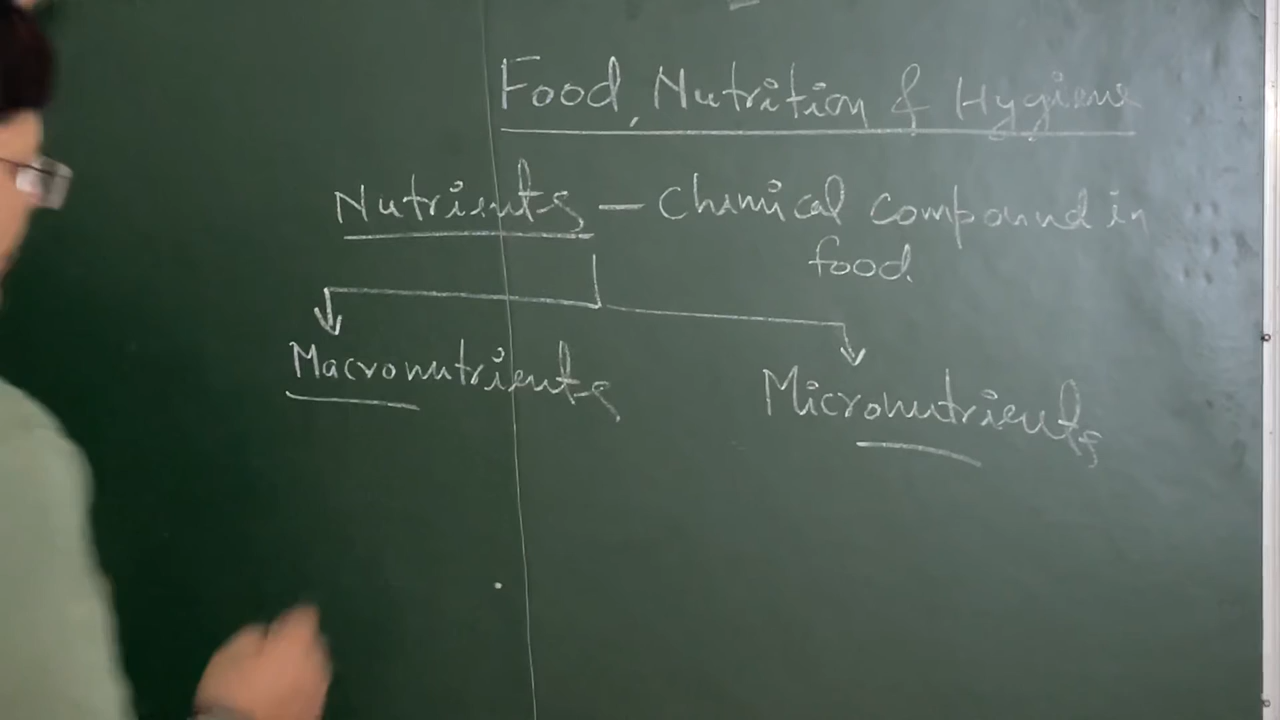 Food, Nutrition & Hygiene
Nutrients — Chemical compound in
food.
Macronutrients
Micronutrients